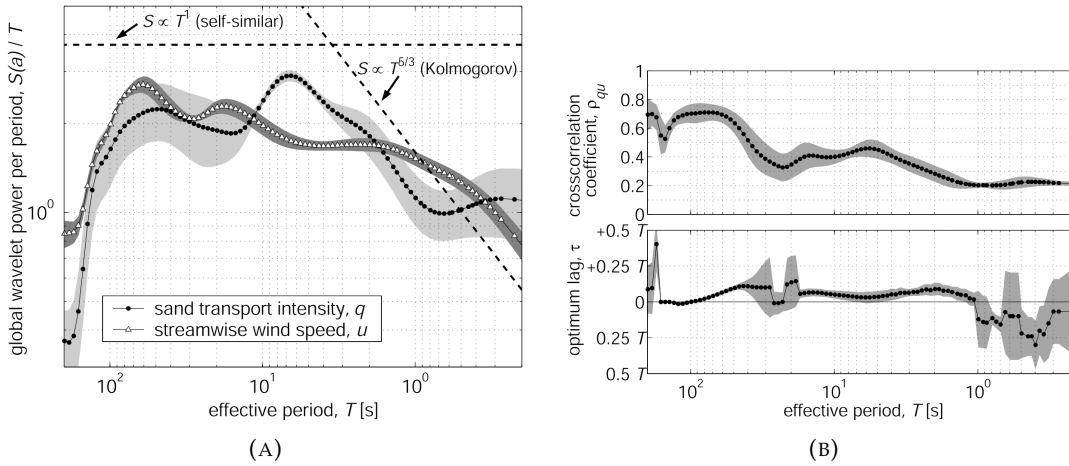 global wavelet power per period, S(a) / T
S ∝ T¹ (self-similar)
S ∝ T⁵/³ (Kolmogorov)
10⁰
sand transport intensity, q
streamwise wind speed, u
10² 10¹ 10⁰
effective period, T [s]
(A)
crosscorrelation
coefficient, ρqu
1
0.8
0.6
0.4
0.2
0
optimum lag, τ
+0.5 T
+0.25 T
0
0.25 T
0.5 T
10² 10¹ 10⁰
effective period, T [s]
(B)